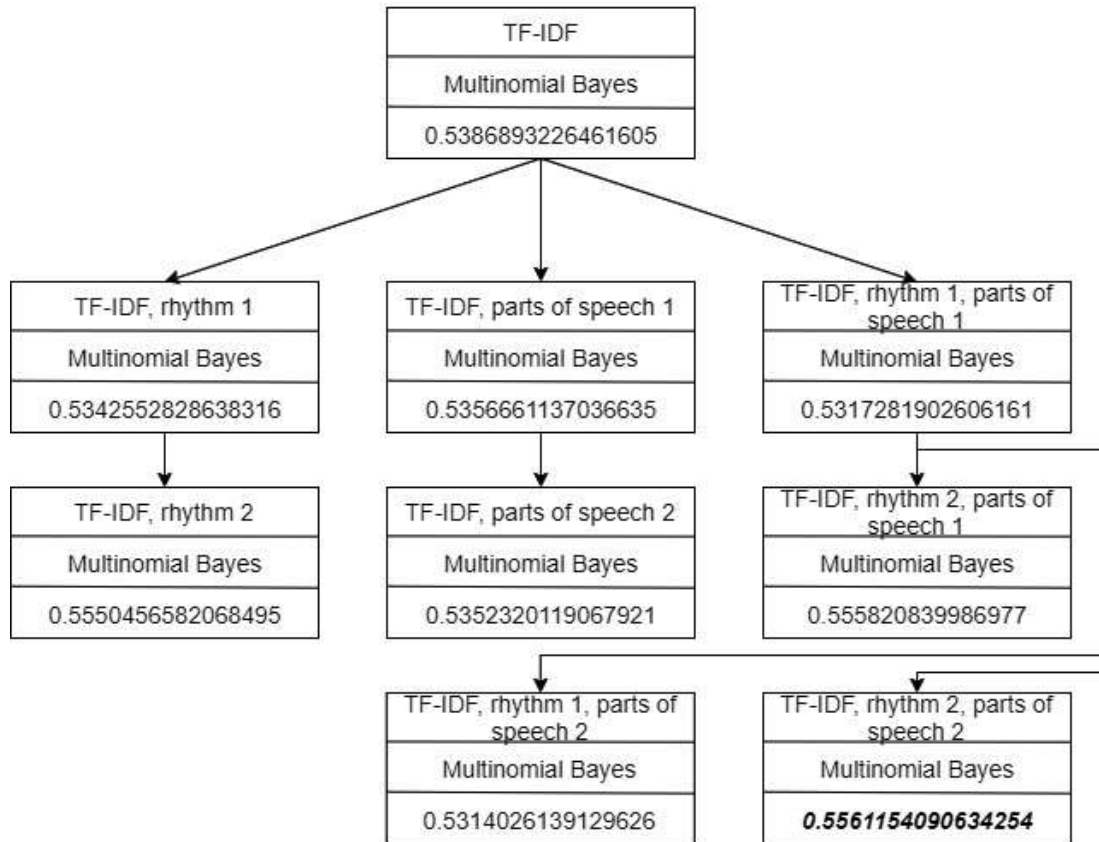 TF-IDF
Multinomial Bayes
0.5386893226461605
TF-IDF, rhythm 1
Multinomial Bayes
0.5342552828638316
TF-IDF, parts of speech 1
Multinomial Bayes
0.5356661137036635
TF-IDF, rhythm 1, parts of
speech 1
Multinomial Bayes
0.5317281902606161
TF-IDF, rhythm 2
Multinomial Bayes
0.5550456582068495
TF-IDF, parts of speech 2
Multinomial Bayes
0.5352320119067921
TF-IDF, rhythm 2, parts of
speech 1
Multinomial Bayes
0.555820839986977
TF-IDF, rhythm 1, parts of
speech 2
Multinomial Bayes
0.5314026139129626
TF-IDF, rhythm 2, parts of
speech 2
Multinomial Bayes
0.5561154090634254